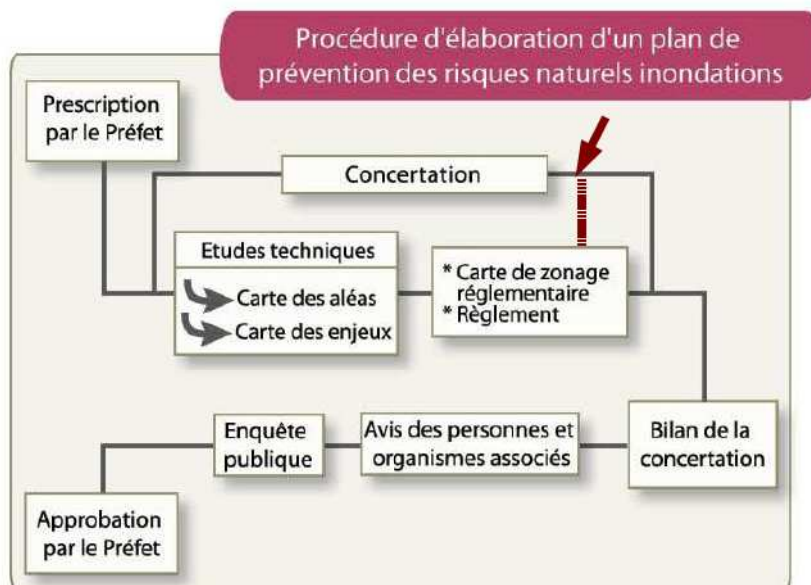 Procédure d'élaboration d'un plan de
prévention des risques naturels inondations
Prescription
par le Préfet
Concertation
Etudes techniques
Carte des aléas
Carte des enjeux
* Carte de zonage
réglementaire
* Règlement
Enquête
publique
Avis des personnes et
organismes associés
Bilan de la
concertation
Approbation
par le Préfet